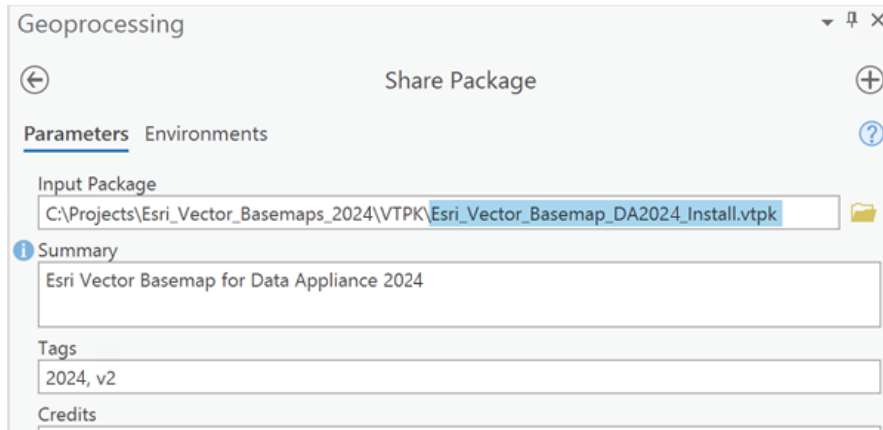 Geoprocessing
Share Package
Parameters Environments
Input Package
C:\Projects\Esri_Vector_Basemaps_2024\VTPK\Esri_Vector_Basemap_DA2024_Install.vtpk
Summary
Esri Vector Basemap for Data Appliance 2024
Tags
2024, v2
Credits